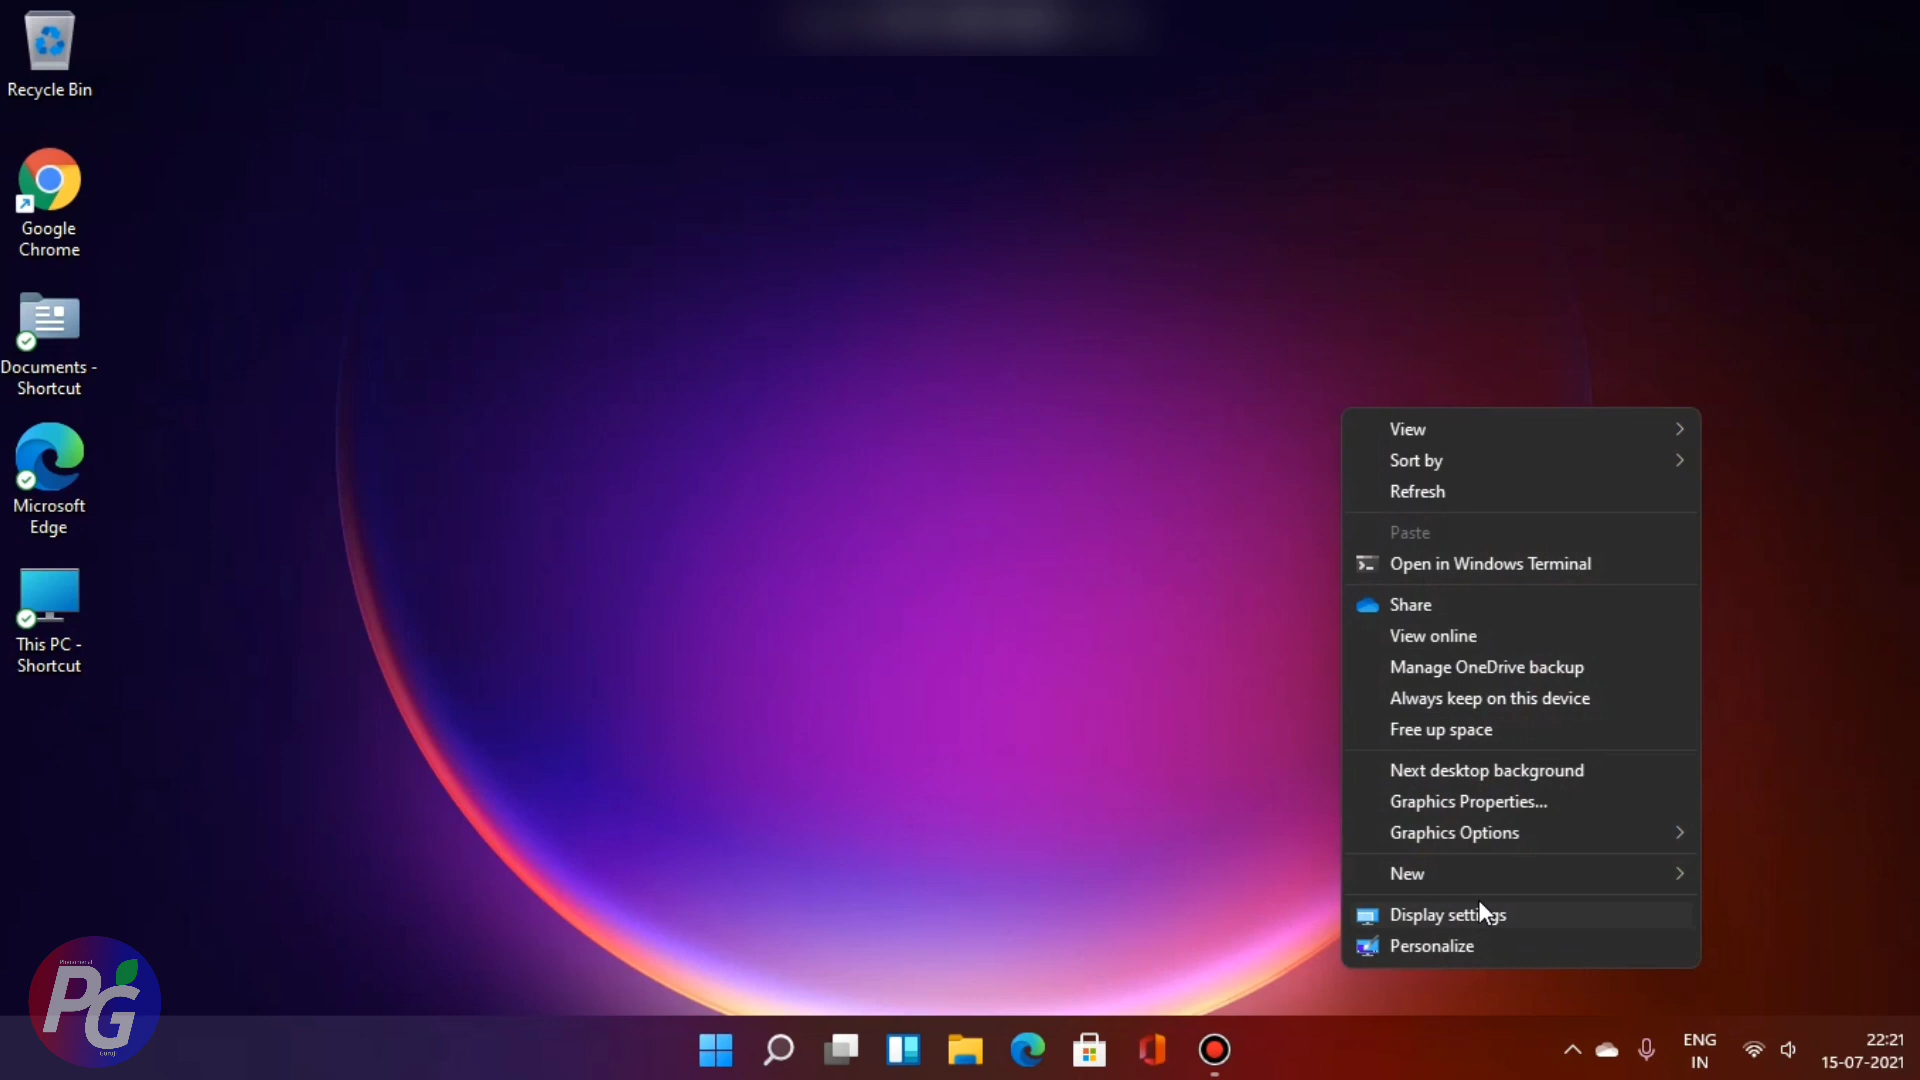 Recycle Bin
Google
Chrome
Documents -
Shortcut
Microsoft
Edge
This PC -
Shortcut
View
Sort by
Refresh
Paste
Open in Windows Terminal
Share
View online
Manage OneDrive backup
Always keep on this device
Free up space
Next desktop background
Graphics Properties...
Graphics Options
New
Display settings
Personalize
Phenomenal
PG
Guruji
ENG
IN
22:21
15-07-2021